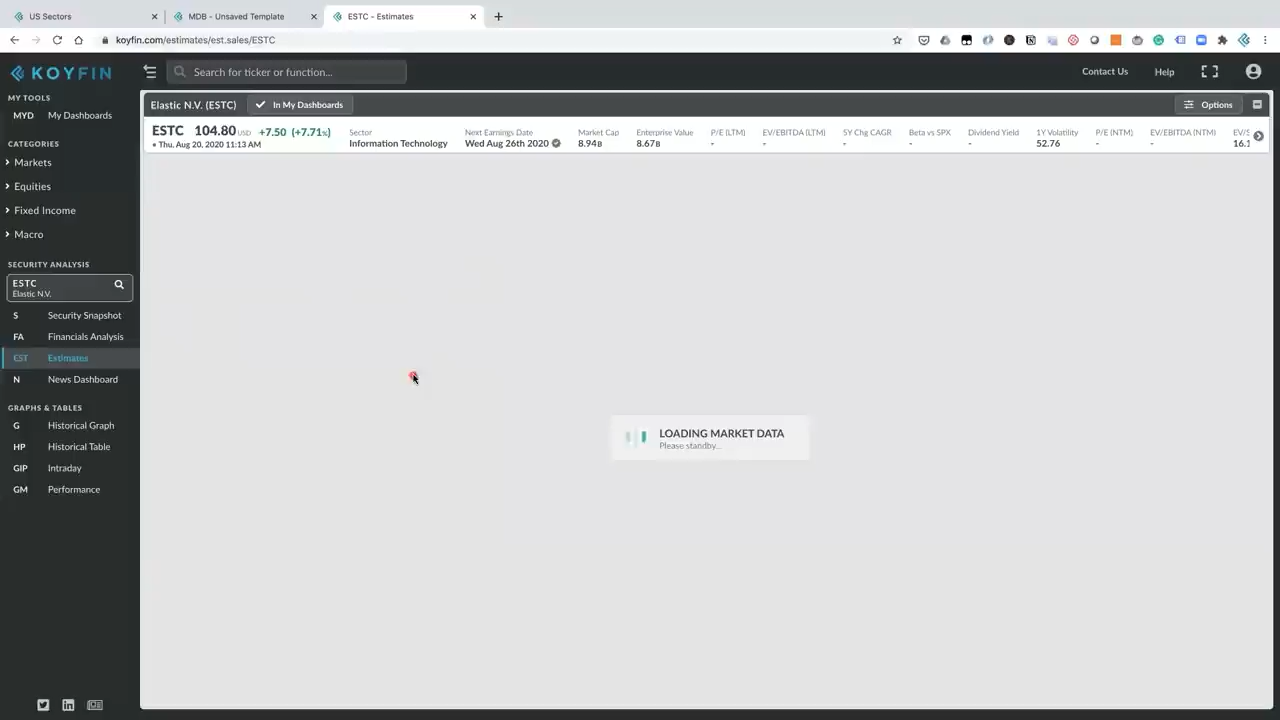 US Sectors
MDB - Unsaved Template
ESTC - Estimates
koyfin.com/estimates/est.sales/ESTC
KOYFIN
Search for ticker or function...
Contact Us
Help
MY TOOLS
MYD My Dashboards
CATEGORIES
Markets
Equities
Fixed Income
Macro
SECURITY ANALYSIS
ESTC
Elastic N.V.
S Security Snapshot
FA Financials Analysis
EST Estimates
N News Dashboard
GRAPHS & TABLES
G Historical Graph
HP Historical Table
GIP Intraday
GM Performance
Elastic N.V. (ESTC)
In My Dashboards
Options
ESTC 104.80 USD +7.50 (+7.71%)
• Thu, Aug 20, 2020 11:13 AM
Sector
Information Technology
Next Earnings Date
Wed Aug 26th 2020
Market Cap
8.94B
Enterprise Value
8.67B
P/E (LTM)
-
EV/EBITDA (LTM)
-
5Y Chg CAGR
-
Beta vs SPX
-
Dividend Yield
-
1Y Volatility
52.76
P/E (NTM)
-
EV/EBITDA (NTM)
-
EV/S
16.1
LOADING MARKET DATA
Please standby...